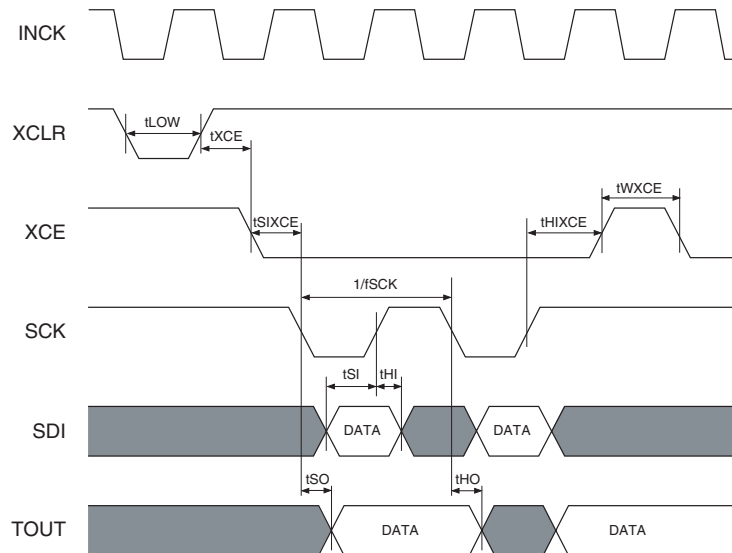 INCK
XCLR
tLOW
tXCE
XCE
tSIXCE
tHIXCE
tWXCE
1/fSCK
SCK
tSI
tHI
SDI
DATA
DATA
tSO
tHO
TOUT
DATA
DATA